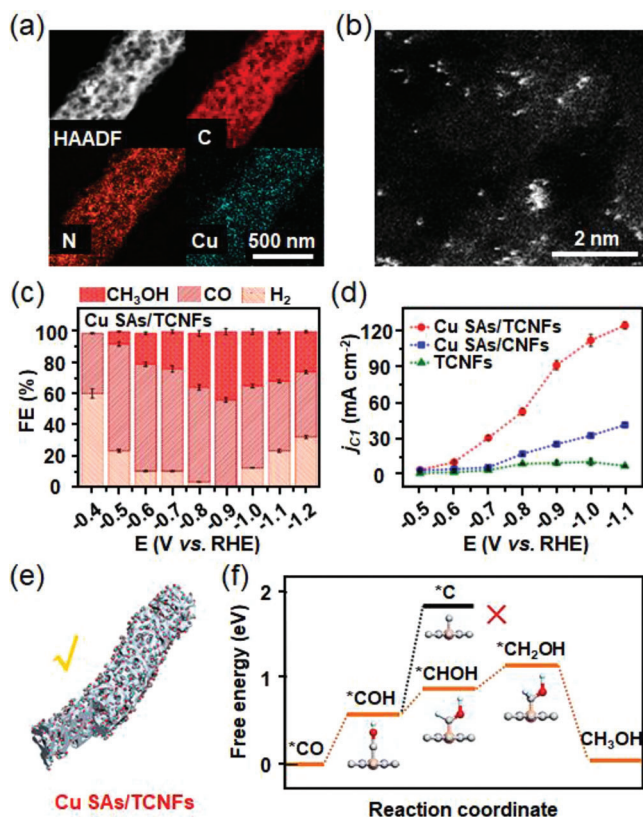 (a)
HAADF
C
N
Cu
500 nm
(b)
2 nm
(c)
CH₃OH CO H₂
Cu SAs/TCNFs
100
80
60
40
20
0
FE (%)
-0.4 -0.5 -0.6 -0.7 -0.8 -0.9 -1.0 -1.1 -1.2
E (V vs. RHE)
(d)
Cu SAs/TCNFs
Cu SAs/CNFs
TCNFs
120
90
60
30
0
jC1 (mA cm⁻²)
-0.5 -0.6 -0.7 -0.8 -0.9 -1.0 -1.1
E (V vs. RHE)
(e)
Cu SAs/TCNFs
(f)
2
1
0
Free energy (eV)
*C
*CH₂OH
*CHOH
*COH
*CO
CH₃OH
Reaction coordinate